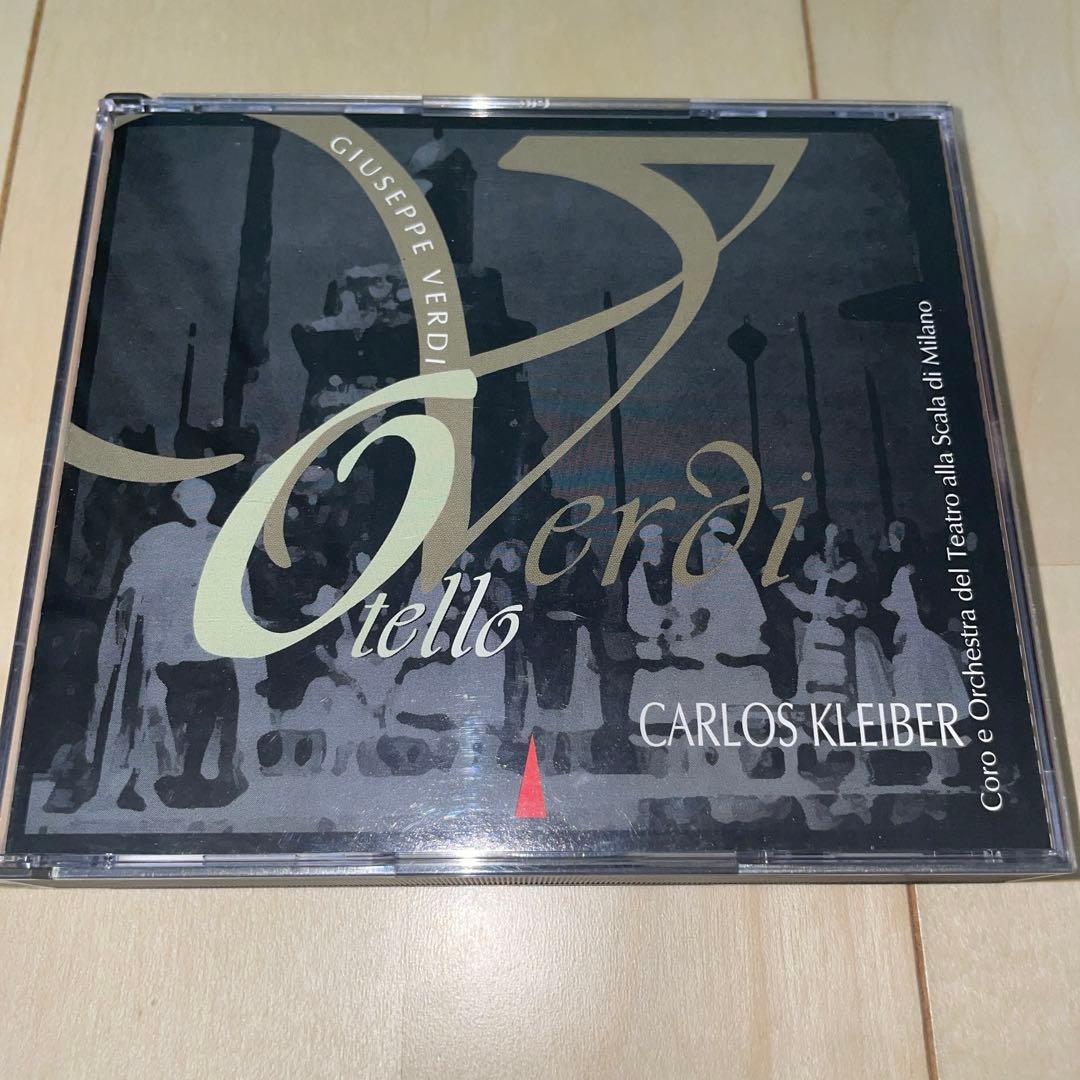 GIUSEPPE VERDI
Verdi
Otello
CARLOS KLEIBER
Coro e Orchestra del Teatro alla Scala di Milano